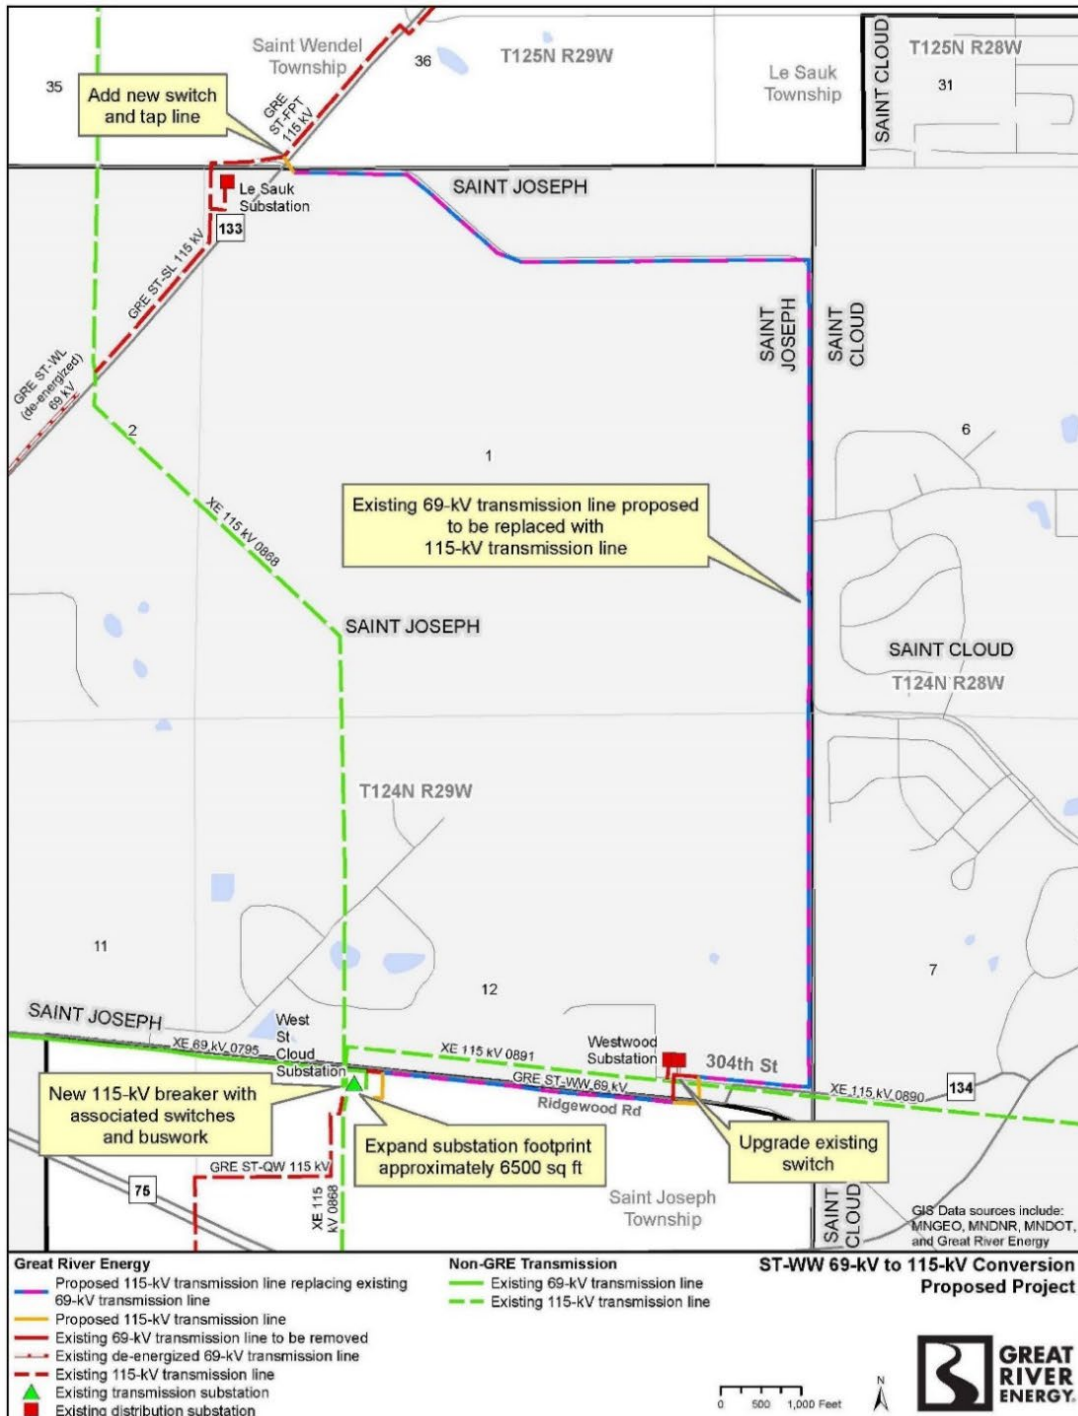 Saint Wendel
Township
36
T125N R29W
T125N R28W
35
31
Le Sauk
Township
SAINT CLOUD
Add new switch
and tap line
GRE
ST-FPT
115 kV
Le Sauk
Substation
SAINT JOSEPH
133
GRE ST-SL 115 kV
SAINT
JOSEPH
SAINT
CLOUD
GRE ST-WL
(de-energized)
69 kV
2
1
6
Existing 69-kV transmission line proposed
to be replaced with
115-kV transmission line
XE 115 kV 0868
SAINT JOSEPH
SAINT CLOUD
T124N R28W
T124N R29W
11
12
7
SAINT JOSEPH
West
St
Cloud
Substation
XE 69 kV 0795
XE 115 kV 0891
Westwood
Substation
304th St
GRE ST-WW 69 kV
Ridgewood Rd
XE 115 kV 0890
134
New 115-kV breaker with
associated switches
and buswork
Expand substation footprint
approximately 6500 sq ft
Upgrade existing
switch
GRE ST-QW 115 kV
75
XE 115
kV 0868
Saint Joseph
Township
SAINT
CLOUD
GIS Data sources include:
MNGEO, MNDNR, MNDOT,
and Great River Energy
Great River Energy
Proposed 115-kV transmission line replacing existing
69-kV transmission line
Proposed 115-kV transmission line
Existing 69-kV transmission line to be removed
Existing de-energized 69-kV transmission line
Existing 115-kV transmission line
Existing transmission substation
Existing distribution substation
Non-GRE Transmission
Existing 69-kV transmission line
Existing 115-kV transmission line
ST-WW 69-kV to 115-kV Conversion
Proposed Project
0 500 1,000 Feet
N
GREAT
RIVER
ENERGY®